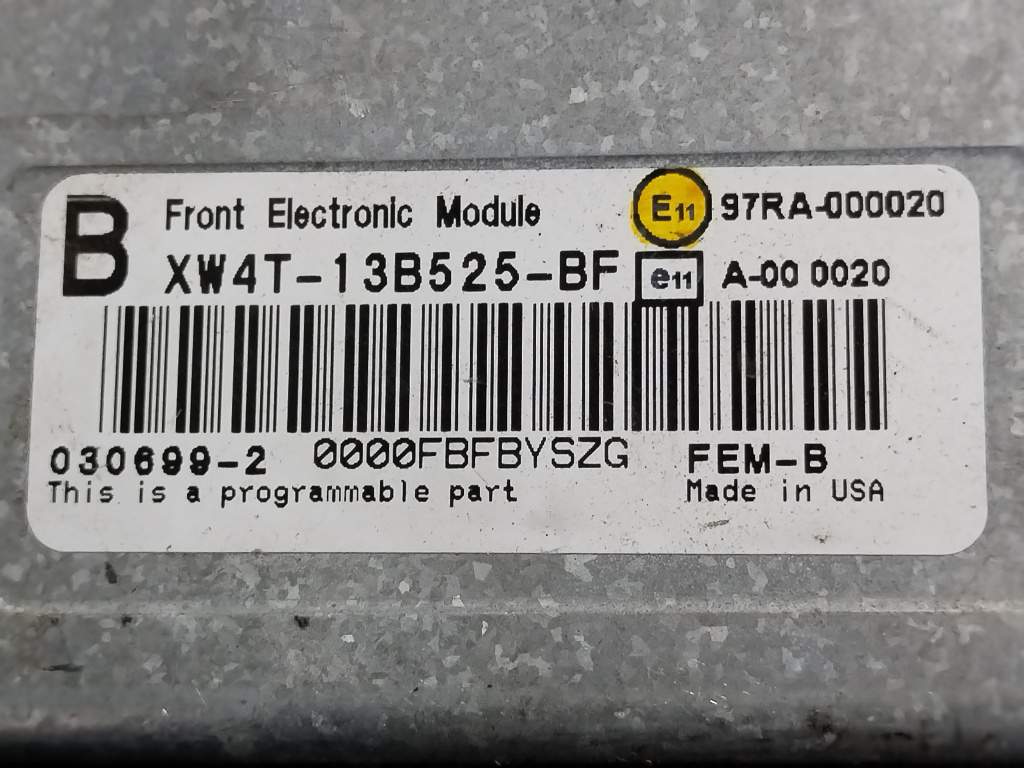 B Front Electronic Module E11 97RA-000020
XW4T-13B525-BF e11 A-00 0020
030699-2 0000FBFBYSZG FEM-B
This is a programmable part Made in USA